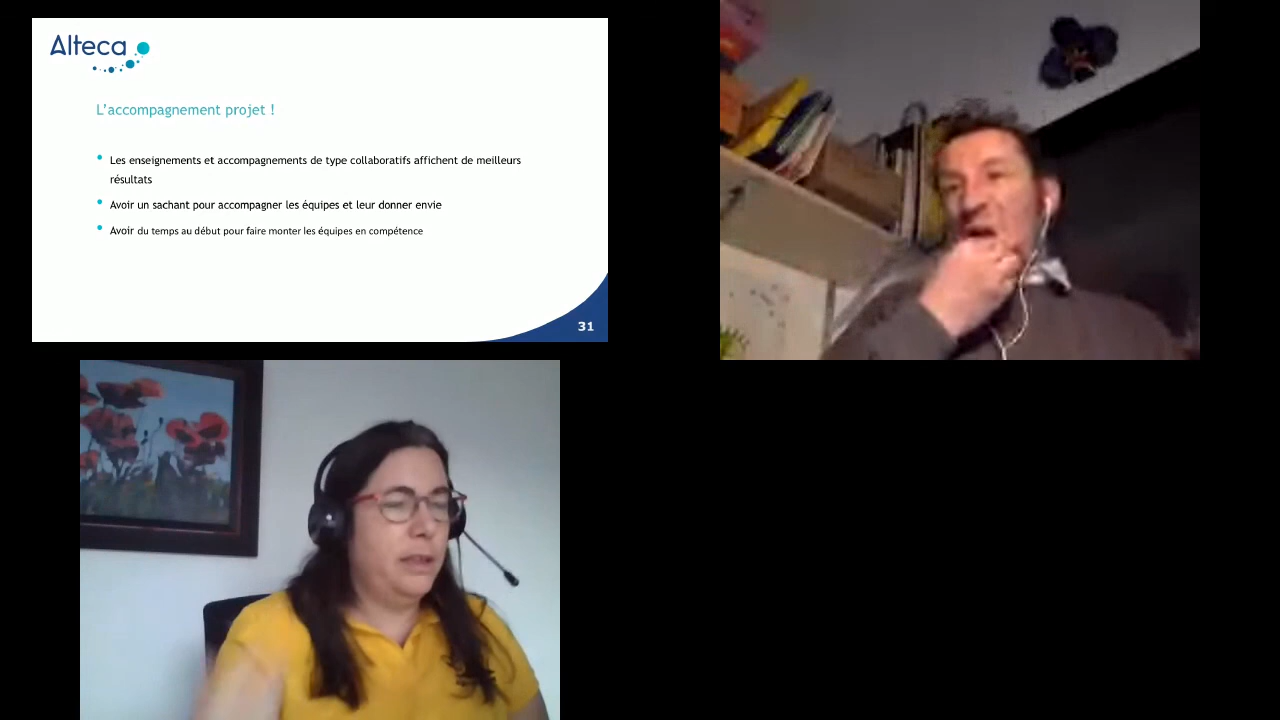 Alteca
L'accompagnement projet !
• Les enseignements et accompagnements de type collaboratifs affichent de meilleurs
résultats
• Avoir un sachant pour accompagner les équipes et leur donner envie
• Avoir du temps au début pour faire monter les équipes en compétence
31